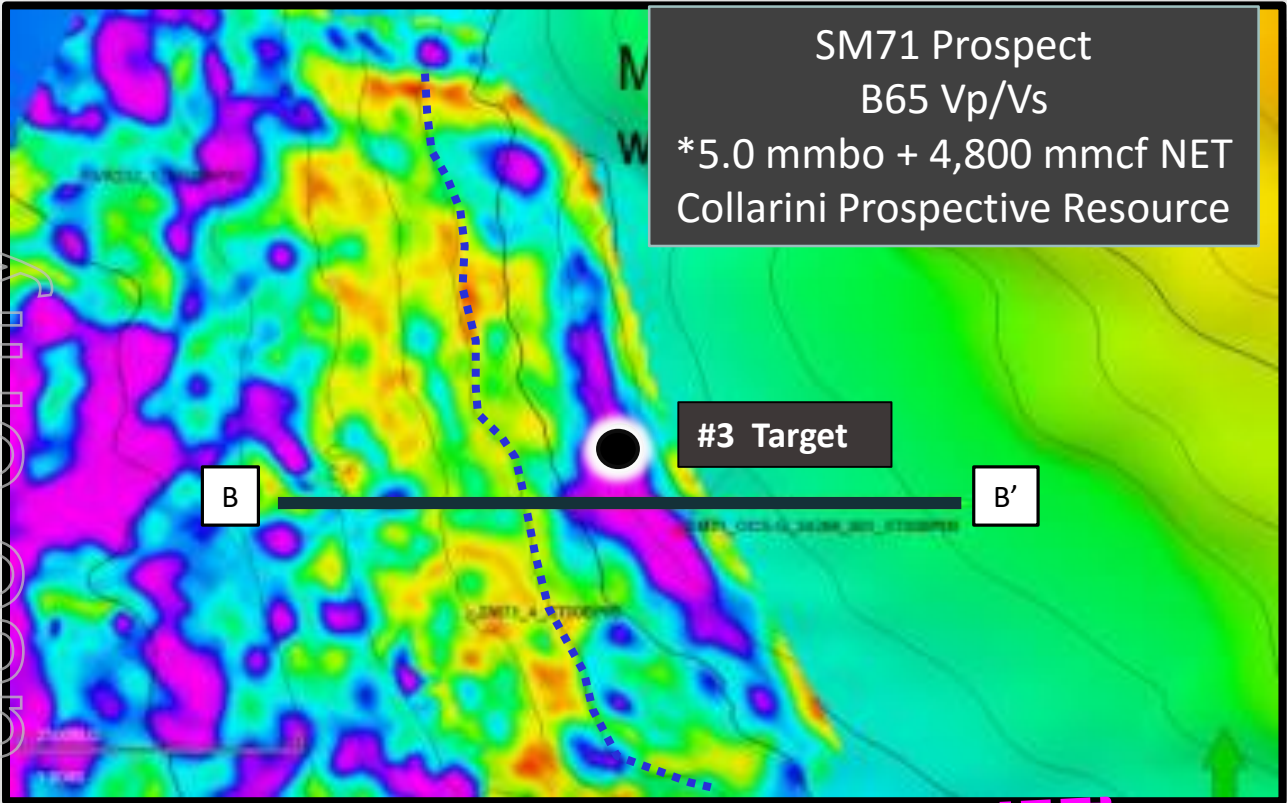 SM71 Prospect
B65 Vp/Vs
*5.0 mmbo + 4,800 mmcf NET
Collarini Prospective Resource
M
w
#3 Target
B
B’